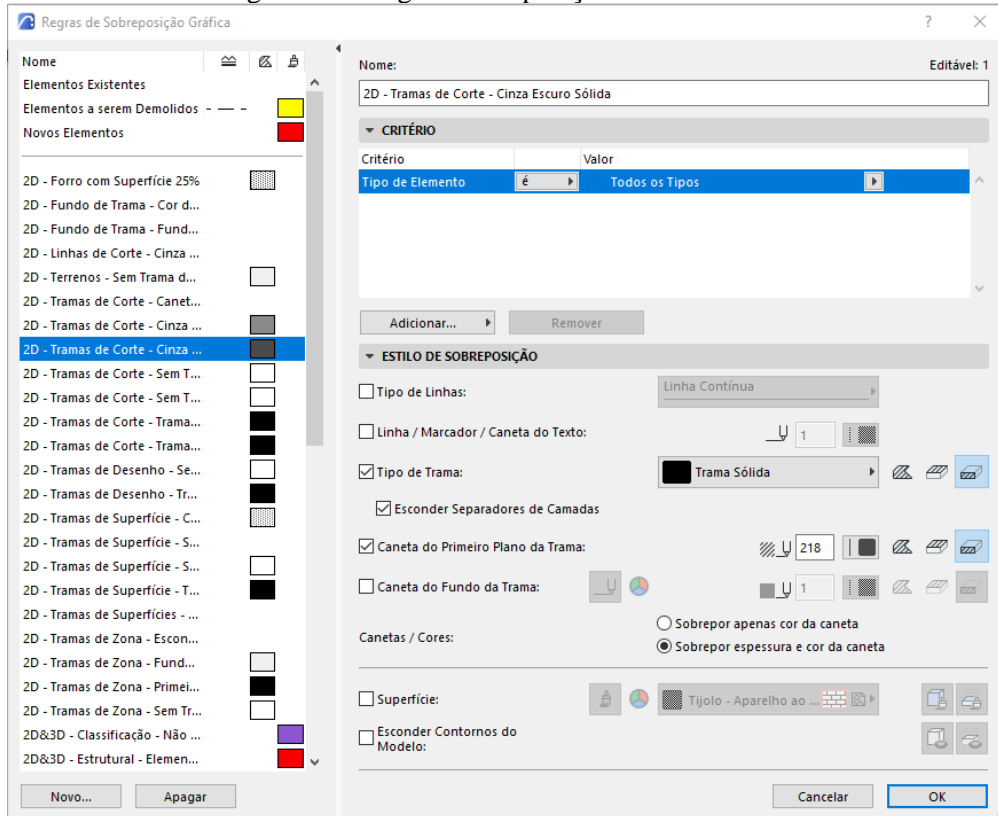 Regras de Sobreposição Gráfica
?
Nome
Elementos Existentes
Elementos a serem Demolidos
Novos Elementos
2D - Forro com Superfície 25%
2D - Fundo de Trama - Cor d...
2D - Fundo de Trama - Fund...
2D - Linhas de Corte - Cinza ...
2D - Terrenos - Sem Trama d...
2D - Tramas de Corte - Canet...
2D - Tramas de Corte - Cinza ...
2D - Tramas de Corte - Cinza ...
2D - Tramas de Corte - Sem T...
2D - Tramas de Corte - Sem T...
2D - Tramas de Corte - Trama...
2D - Tramas de Corte - Trama...
2D - Tramas de Desenho - Se...
2D - Tramas de Desenho - Tr...
2D - Tramas de Superfície - C...
2D - Tramas de Superfície - S...
2D - Tramas de Superfície - S...
2D - Tramas de Superfície - T...
2D - Tramas de Superfícies - ...
2D - Tramas de Zona - Escon...
2D - Tramas de Zona - Fund...
2D - Tramas de Zona - Primei...
2D - Tramas de Zona - Sem Tr...
2D&3D - Classificação - Não ...
2D&3D - Estrutural - Elemen...
Novo... Apagar
Nome: Editável: 1
2D - Tramas de Corte - Cinza Escuro Sólida
CRITÉRIO
Critério Valor
Tipo de Elemento é Todos os Tipos
Adicionar... Remover
ESTILO DE SOBREPOSIÇÃO
Tipo de Linhas: Linha Contínua
Linha / Marcador / Caneta do Texto: 1
Tipo de Trama: Trama Sólida
Esconder Separadores de Camadas
Caneta do Primeiro Plano da Trama: 218
Caneta do Fundo da Trama: 1
Canetas / Cores:
Sobrepor apenas cor da caneta
Sobrepor espessura e cor da caneta
Superfície: Tijolo - Aparelho ao ...
Esconder Contornos do
Modelo:
Cancelar OK